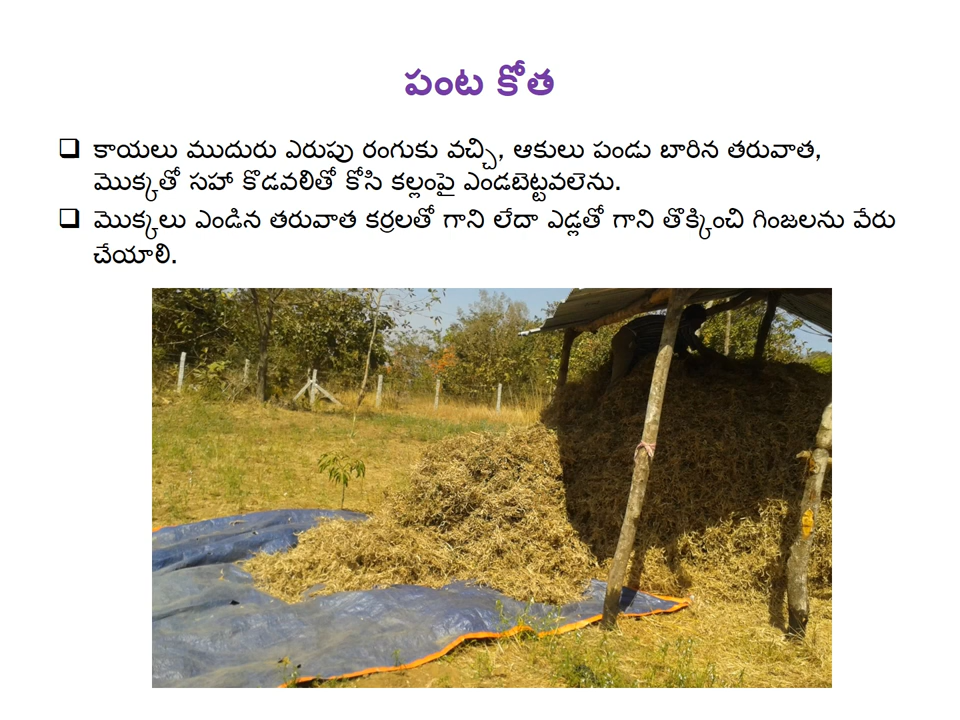 పంట కోత
❑ కాయలు ముదురు ఎరుపు రంగుకు వచ్చి, ఆకులు పండు బారిన తరువాత,
మొక్కతో సహా కొడవలితో కోసి కల్లంపై ఎండబెట్టవలెను.
❑ మొక్కలు ఎండిన తరువాత కర్రలతో గాని లేదా ఎడ్లతో గాని తొక్కించి గింజలను వేరు
చేయాలి.